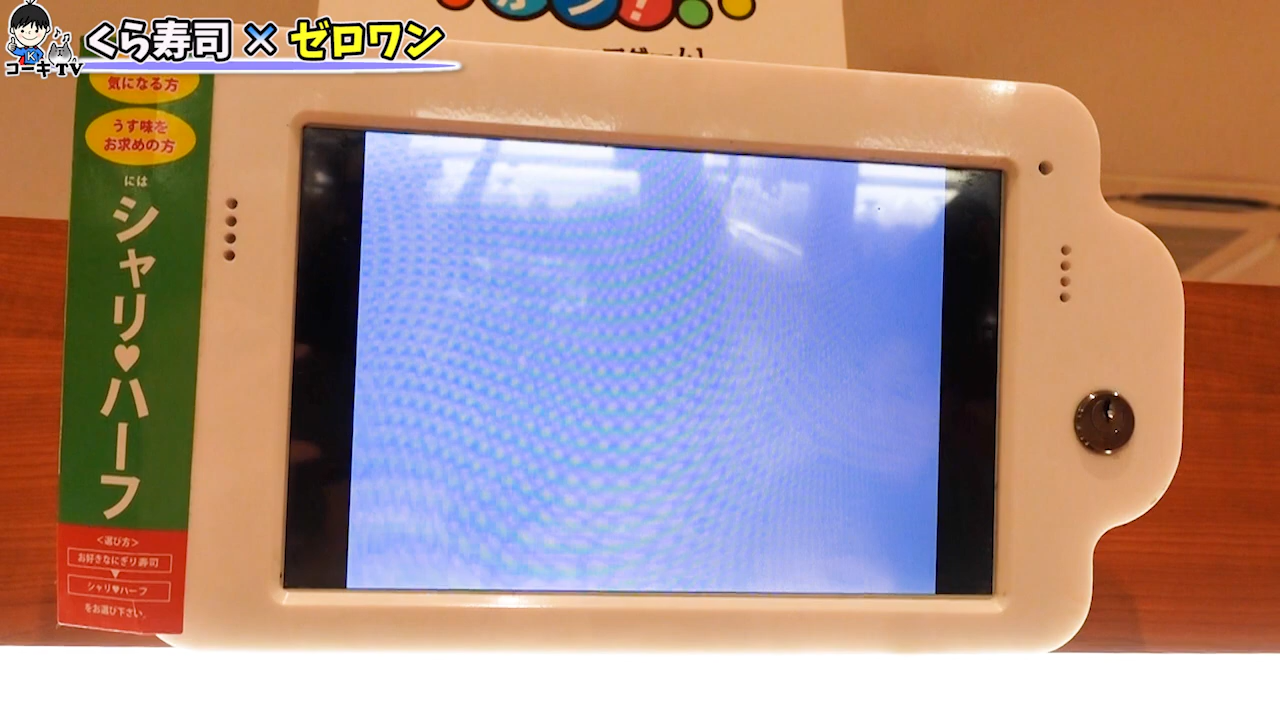 くら寿司 × ゼロワン
コーキTV
気になる方
うす味を
お求めの方
には
シャリ♥ハーフ
<選び方>
お好きなにぎり寿司
シャリ♥ハーフ
をお選び下さい。